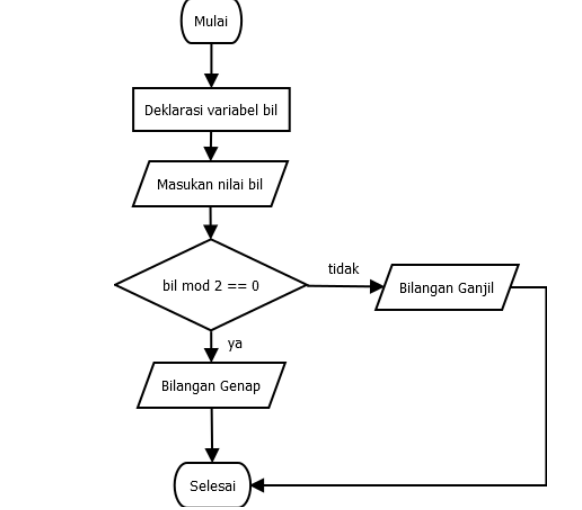 Mulai
Deklarasi variabel bil
Masukan nilai bil
bil mod 2 == 0
tidak
Bilangan Ganjil
ya
Bilangan Genap
Selesai